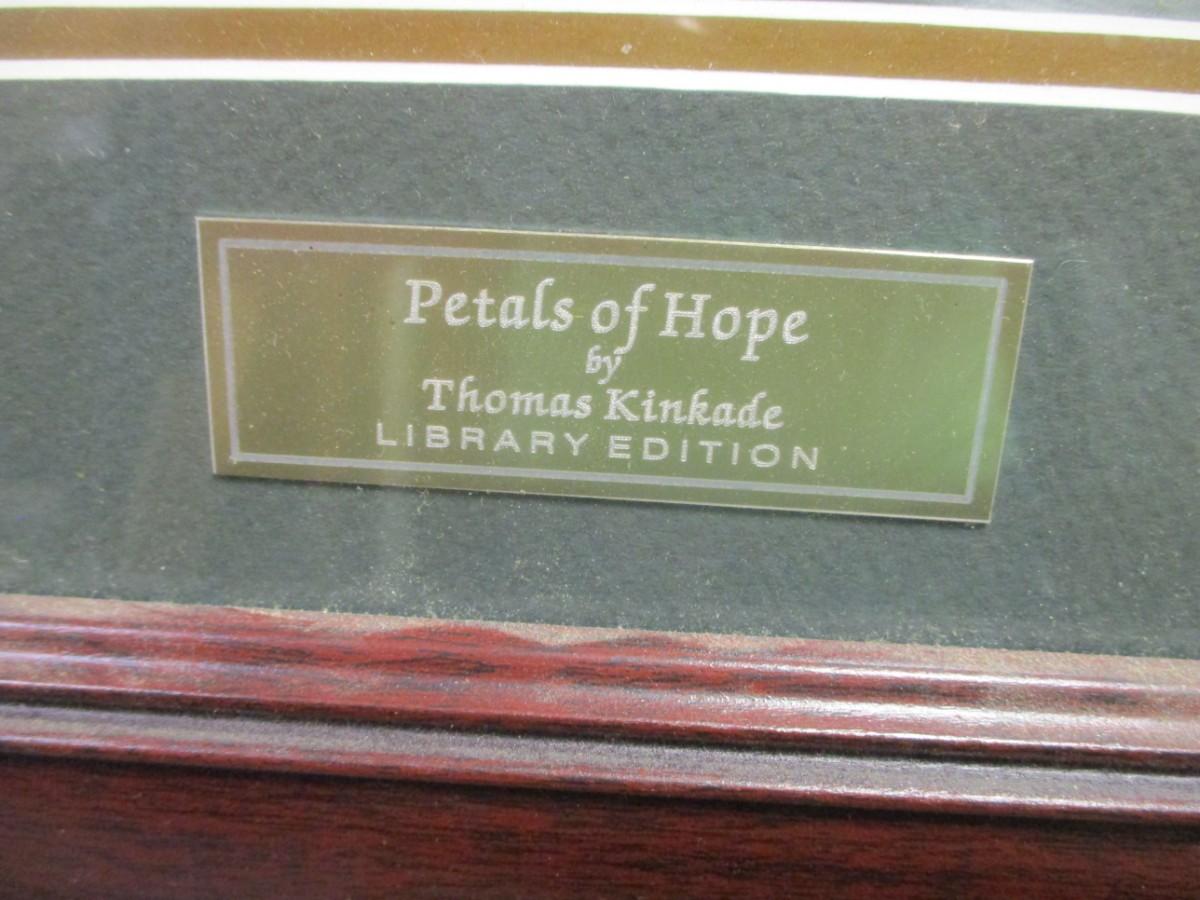 Petals of Hope
by
Thomas Kinkade
LIBRARY EDITION